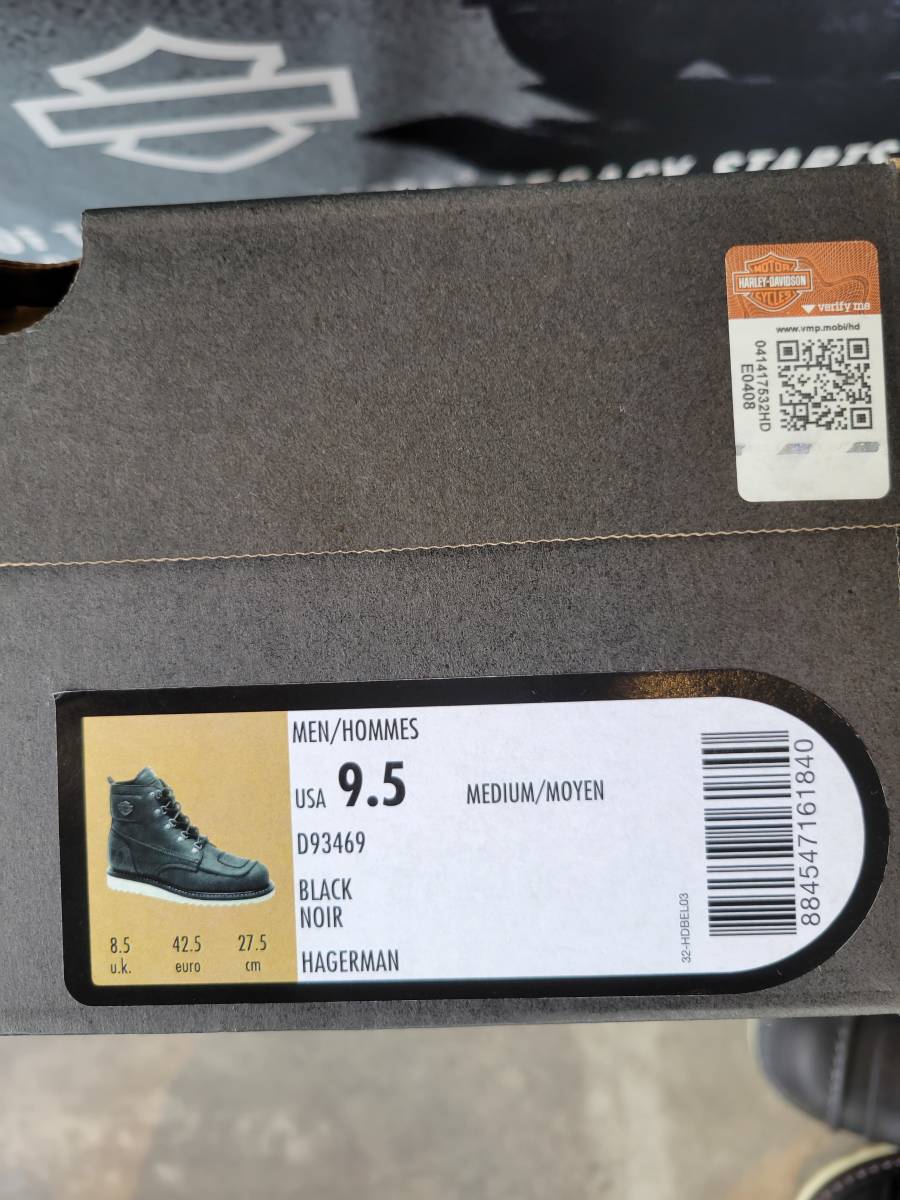 STARTS
MOTOR
HARLEY-DAVIDSON
CYCLES
verify me
www.vmp.mobi/hd
041417532HD
E0408
MEN/HOMMES
USA 9.5 MEDIUM/MOYEN
D93469
BLACK
NOIR
HAGERMAN
8.5 42.5 27.5
u.k. euro cm
32-HDBEL03
884547161840